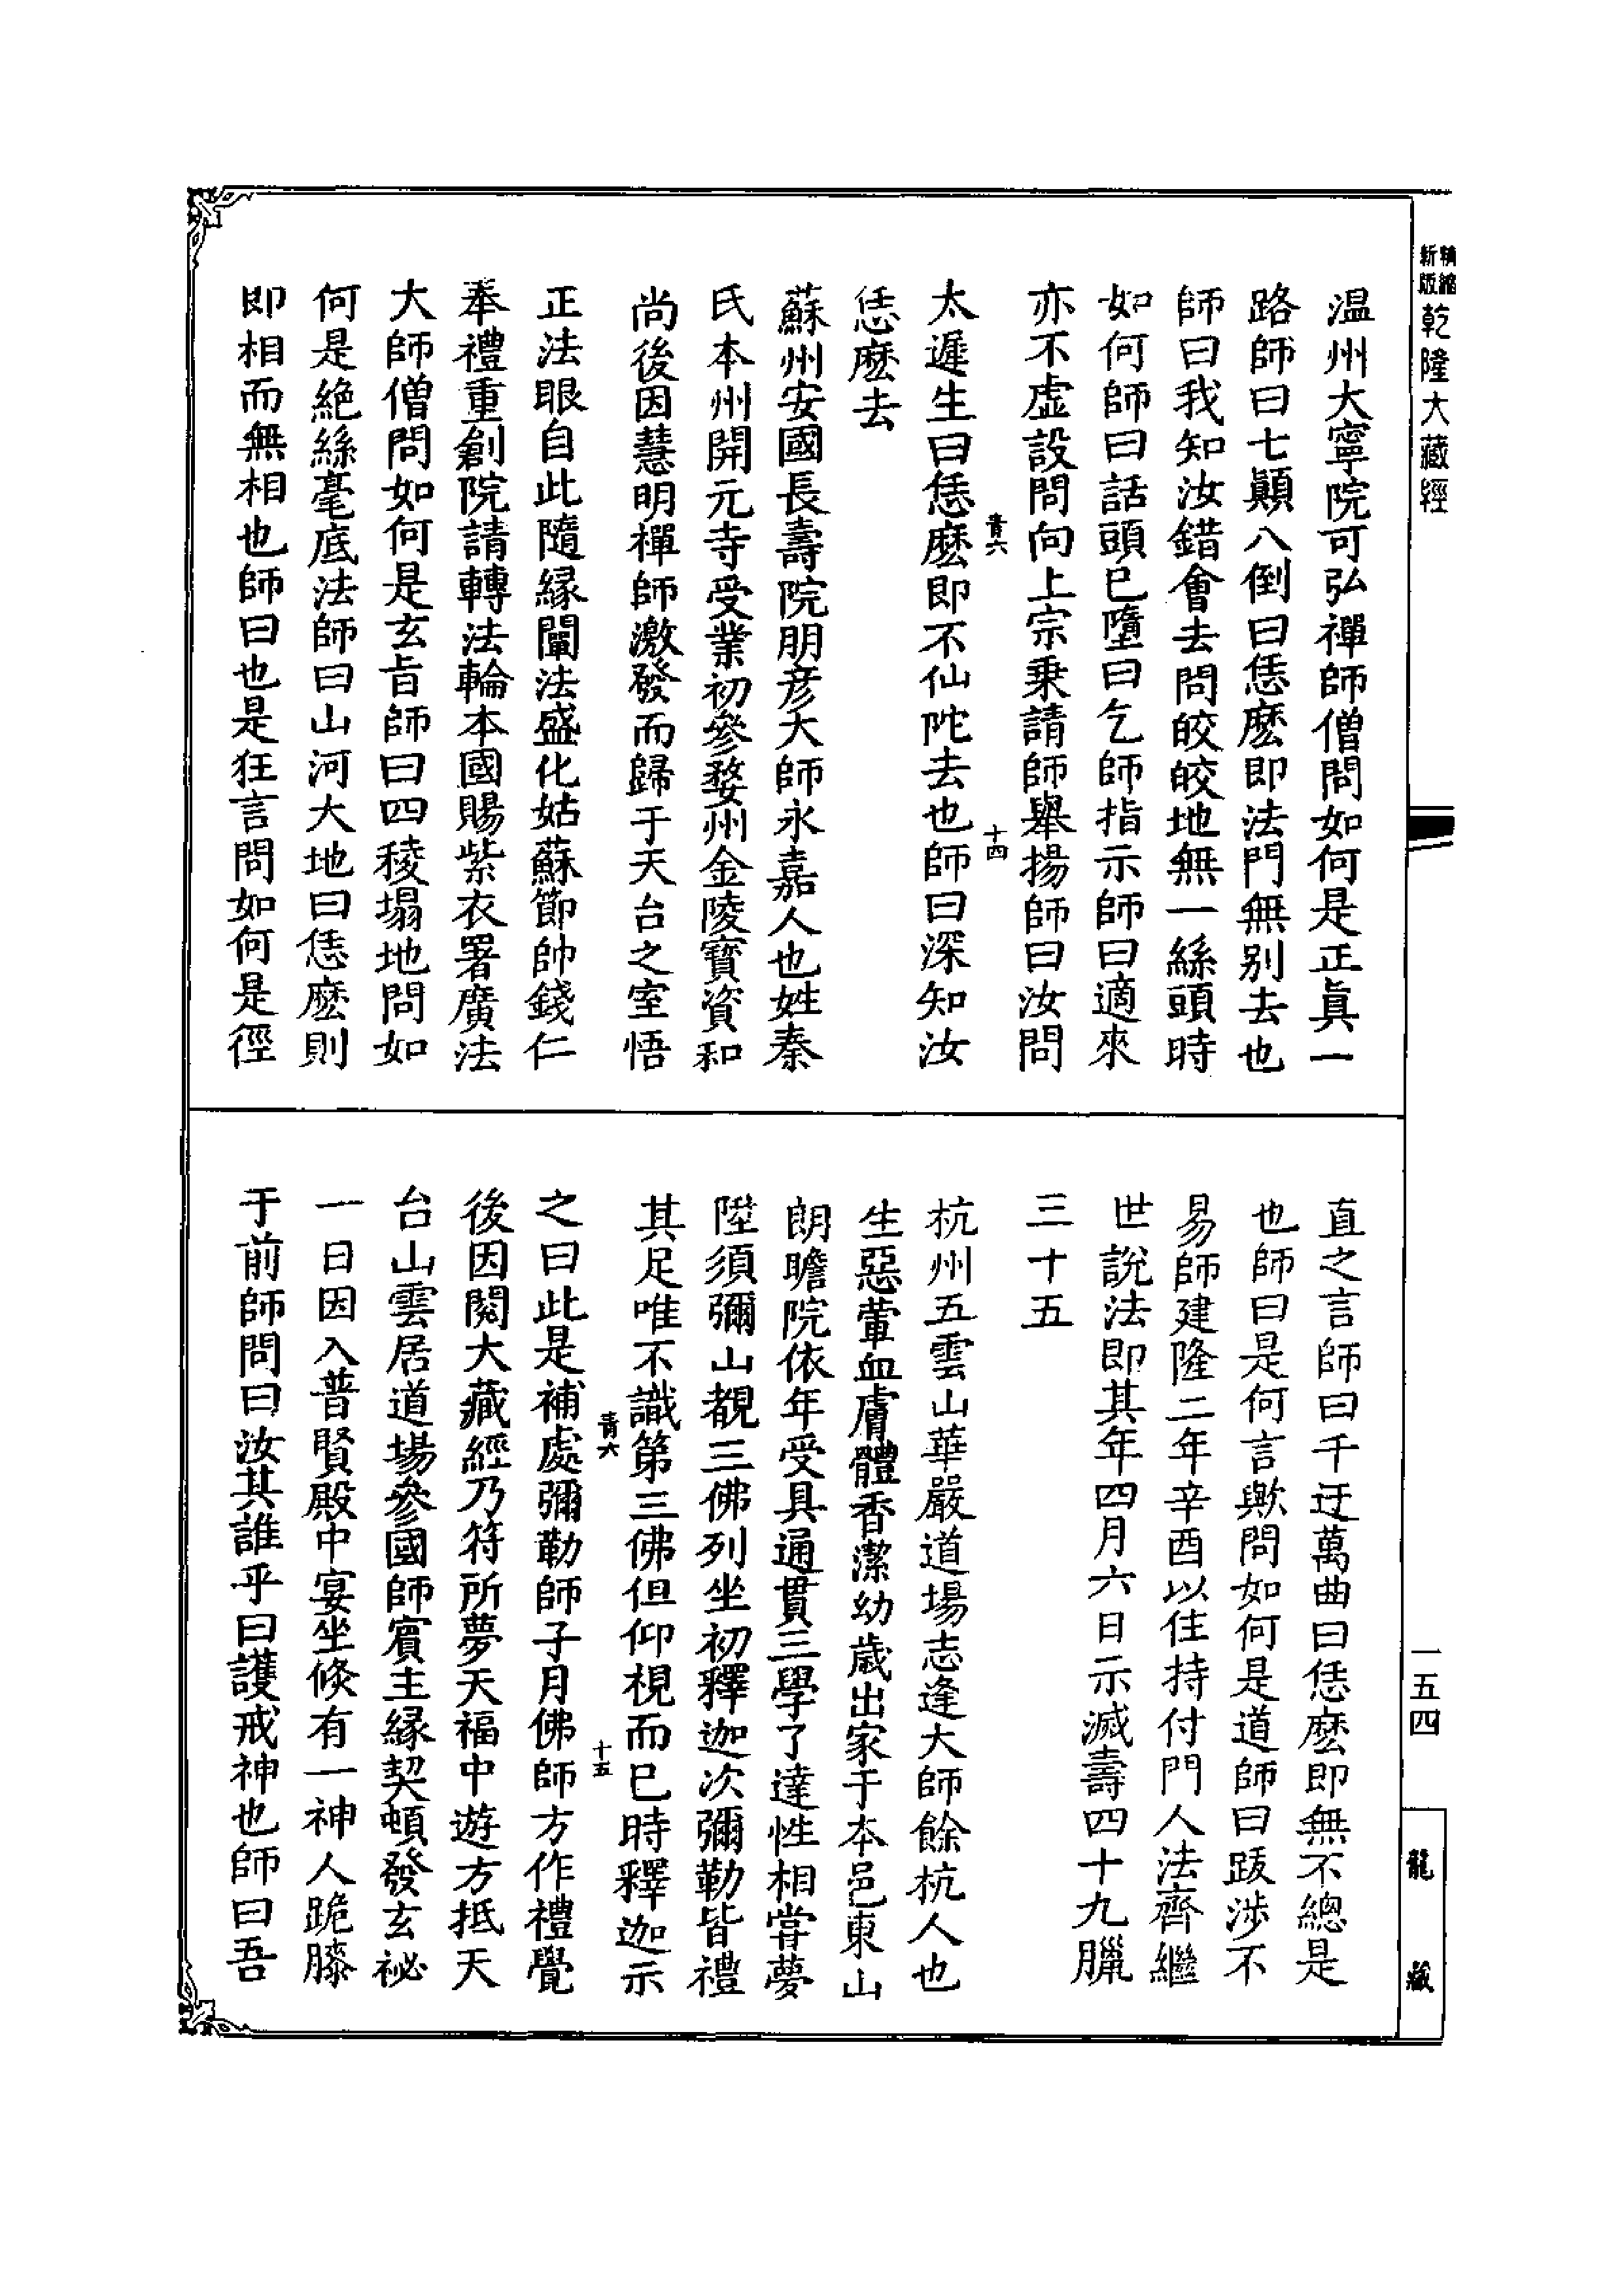 新版精縮
乾隆大藏經
溫州大寧院可弘禪師僧問如何是正眞一
路師曰七顚八倒曰恁麽即法門無別去也
師曰我知汝錯會去問皎皎地無一絲頭時
如何師曰話頭已墮曰乞師指示師曰適來
亦不虛設問向上宗乗請師舉揚師曰汝問
青六
十四
太遲生曰恁麽即不仙陀去也師曰深知汝
恁麽去
蘇州安國長壽院朋彥大師永嘉人也姓秦
氏本州開元寺受業初參婺州金陵寶資和
尚後因慧明禪師激發而歸于天台之室悟
正法眼自此隨緣闡法盛化姑蘇節帥錢仁
奉禮重創院請轉法輪本國賜紫衣署廣法
大師僧問如何是玄旨師曰四稜塌地問如
何是絶絲毫底法師曰山河大地曰恁麽則
即相而無相也師曰也是狂言問如何是徑
直之言師曰千迂萬曲曰恁麽即無不總是
也師曰是何言歟問如何是道師曰跋涉不
易師建隆二年辛酉以住持付門人法齊繼
世說法即其年四月六日示滅壽四十九臘
三十五
杭州五雲山華嚴道場志逢大師餘杭人也
生惡葷血膚體香潔幼歲出家于本邑東山
朗瞻院依年受具通貫三學了達性相甞夢
陞須彌山覩三佛列坐初釋迦次彌勒皆禮
其足唯不識第三佛但仰視而已時釋迦示
青六
十五
之曰此是補處彌勒師子月佛師方作禮覺
後因閱大藏經乃符所夢天福中遊方抵天
台山雲居道場參國師賓主緣契頓發玄祕
一日因入普賢殿中宴坐倐有一神人跪膝
于前師問曰汝其誰乎曰護戒神也師曰吾
一五四
龍藏